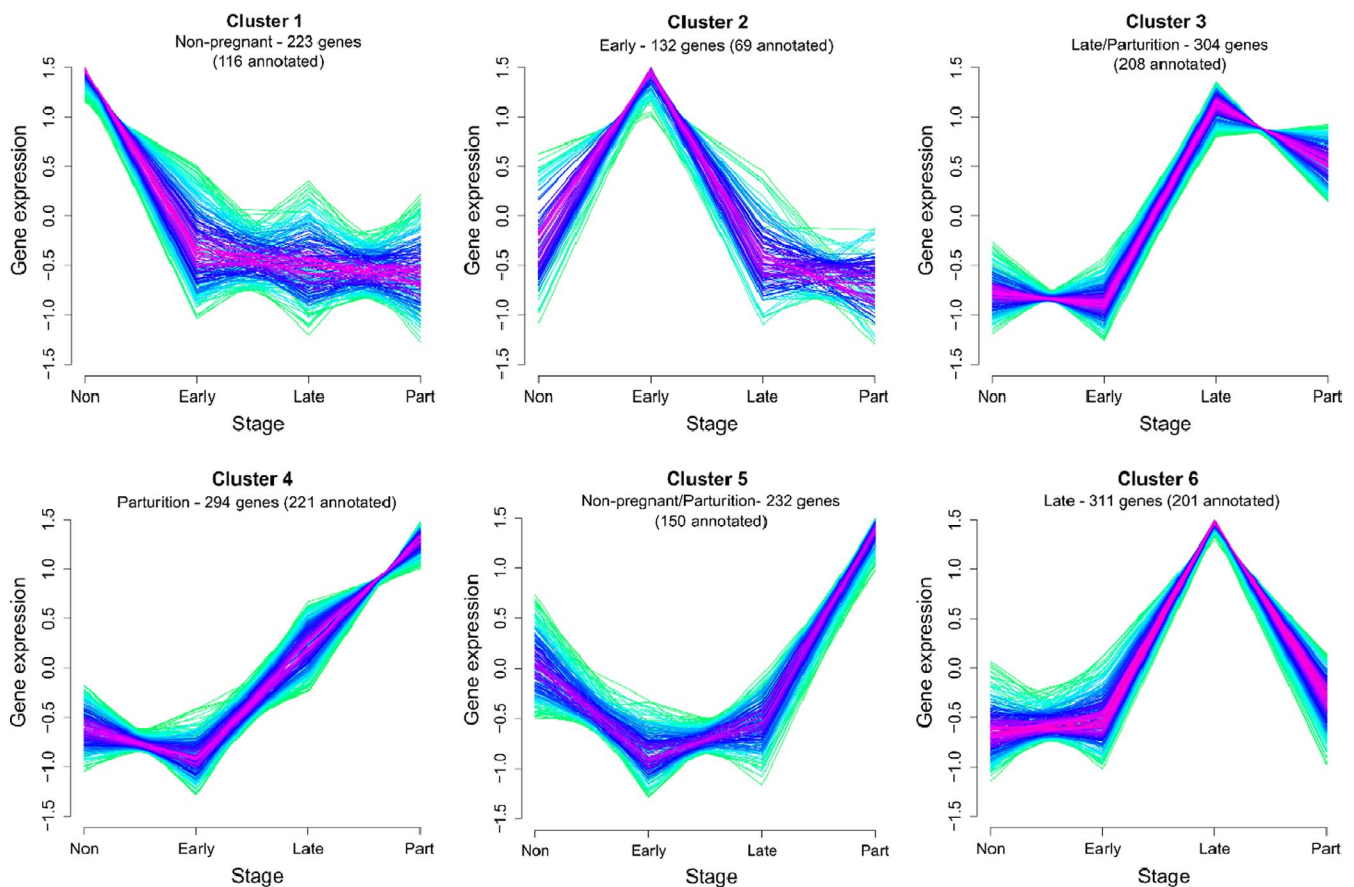 Cluster 1
Non-pregnant - 223 genes
(116 annotated)
Gene expression
1.5
1.0
0.5
0.0
−0.5
−1.0
−1.5
Non
Early
Late
Part
Stage
Cluster 2
Early - 132 genes (69 annotated)
Gene expression
1.5
1.0
0.5
0.0
−0.5
−1.0
−1.5
Non
Early
Late
Part
Stage
Cluster 3
Late/Parturition - 304 genes
(208 annotated)
Gene expression
1.5
1.0
0.5
0.0
−0.5
−1.0
−1.5
Non
Early
Late
Part
Stage
Cluster 4
Parturition - 294 genes (221 annotated)
Gene expression
1.5
1.0
0.5
0.0
−0.5
−1.0
−1.5
Non
Early
Late
Part
Stage
Cluster 5
Non-pregnant/Parturition- 232 genes
(150 annotated)
Gene expression
1.5
1.0
0.5
0.0
−0.5
−1.0
−1.5
Non
Early
Late
Part
Stage
Cluster 6
Late - 311 genes (201 annotated)
Gene expression
1.5
1.0
0.5
0.0
−0.5
−1.0
−1.5
Non
Early
Late
Part
Stage